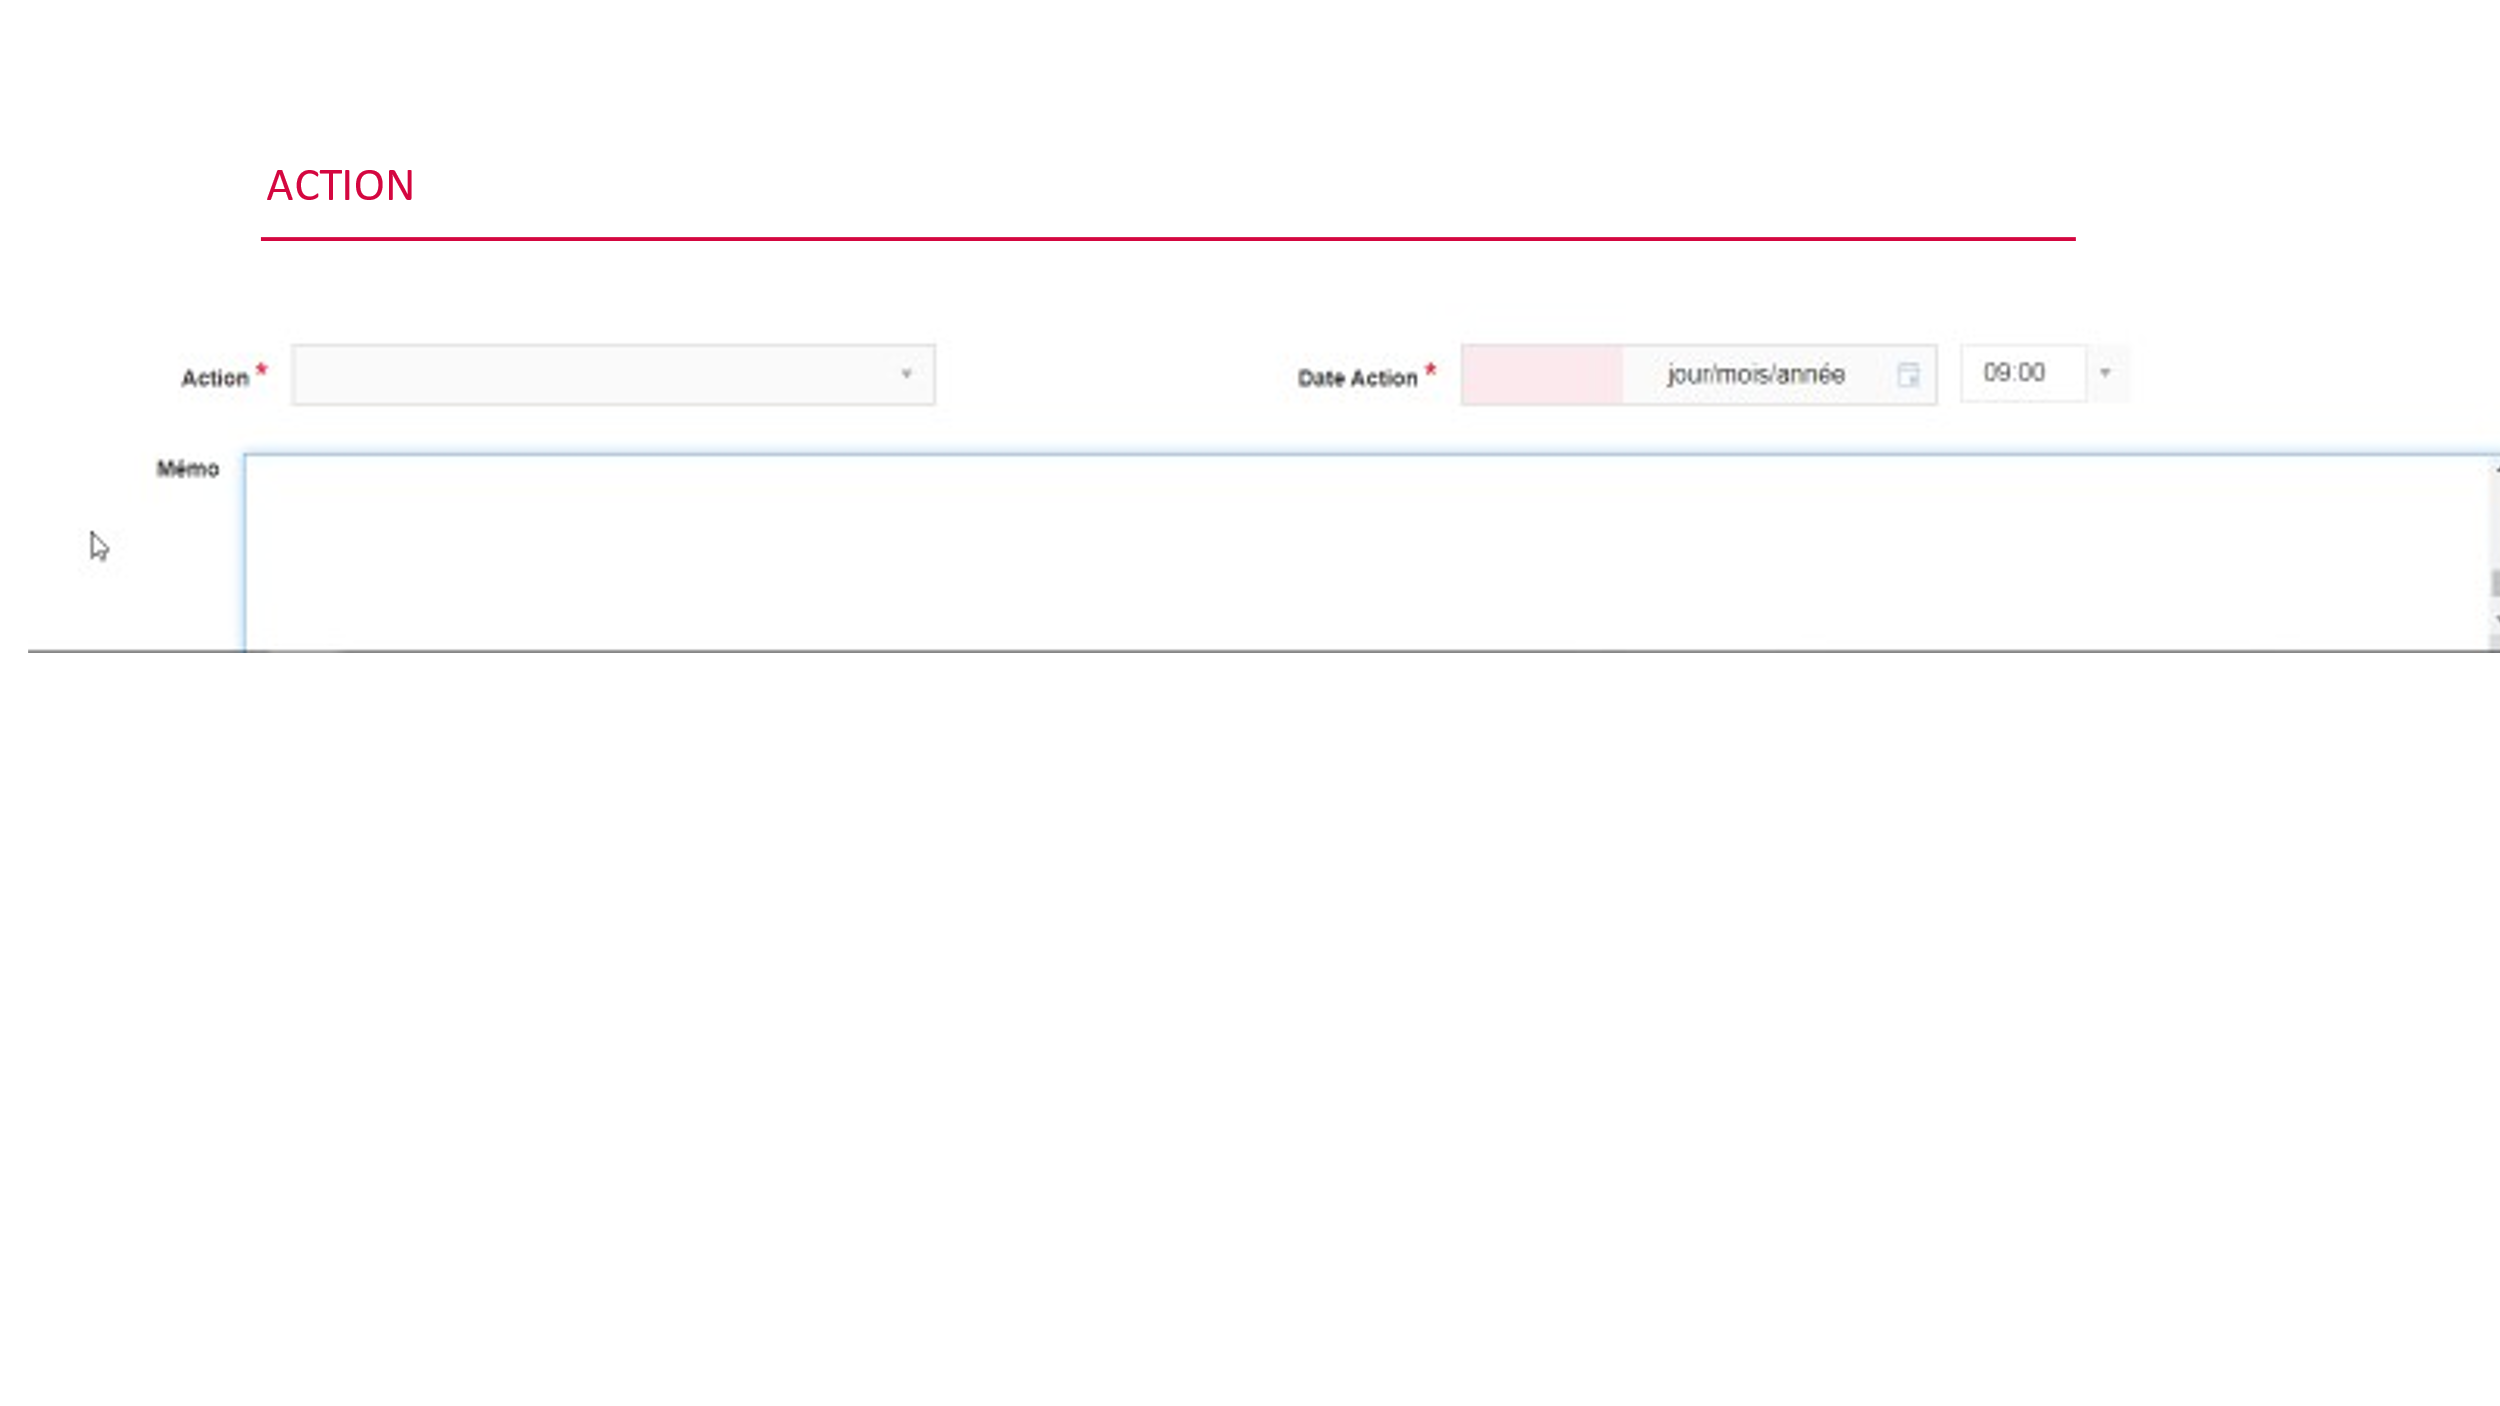 ACTION
Action * Date Action * jour/mois/année 09:00
Mémo